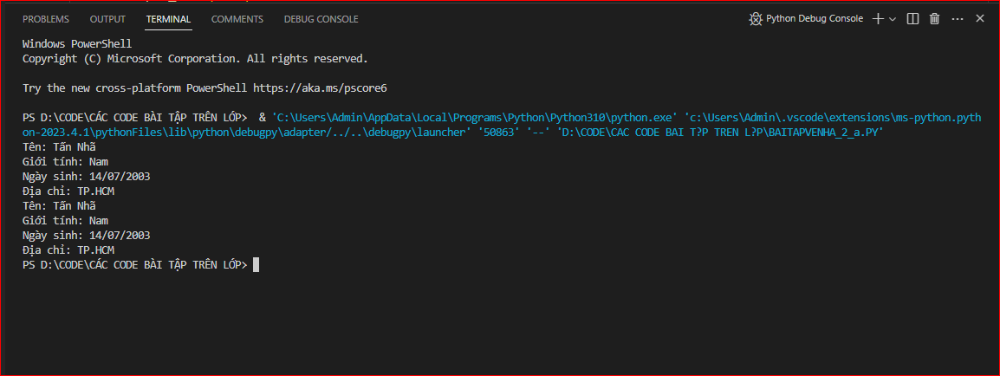 PROBLEMS OUTPUT TERMINAL COMMENTS DEBUG CONSOLE Python Debug Console
Windows PowerShell
Copyright (C) Microsoft Corporation. All rights reserved.
Try the new cross-platform PowerShell https://aka.ms/pscore6
PS D:\CODE\CÁC CODE BÀI TẬP TRÊN LỚP>  & 'C:\Users\Admin\AppData\Local\Programs\Python\Python310\python.exe' 'c:\Users\Admin\.vscode\extensions\ms-python.pyth
on-2023.4.1\pythonFiles\lib\python\debugpy\adapter/../..\debugpy\launcher' '50863' '--' 'D:\CODE\CAC CODE BAI T?P TREN L?P\BAITAPVENHA_2_a.PY'
Tên: Tấn Nhã
Giới tính: Nam
Ngày sinh: 14/07/2003
Địa chỉ: TP.HCM
Tên: Tấn Nhã
Giới tính: Nam
Ngày sinh: 14/07/2003
Địa chỉ: TP.HCM
PS D:\CODE\CÁC CODE BÀI TẬP TRÊN LỚP>